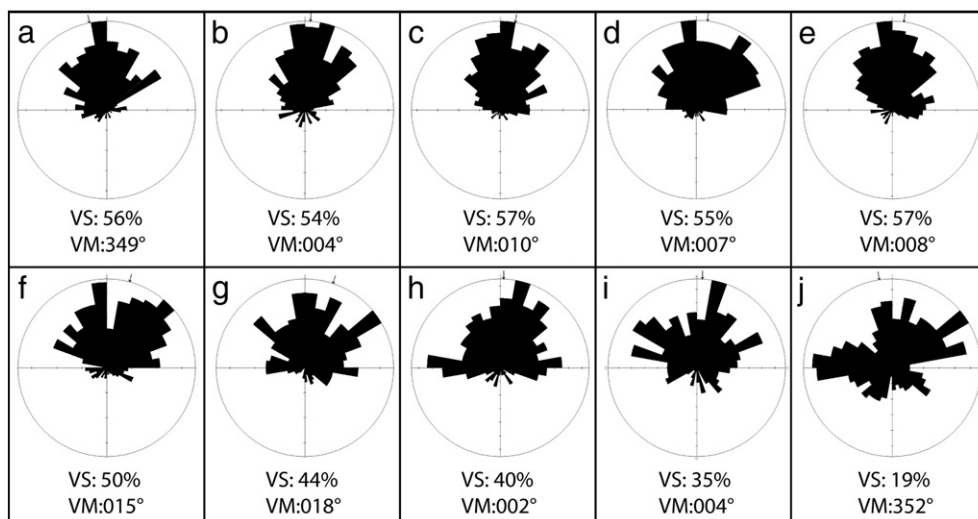 a
VS: 56%
VM:349°
b
VS: 54%
VM:004°
c
VS: 57%
VM:010°
d
VS: 55%
VM:007°
e
VS: 57%
VM:008°
f
VS: 50%
VM:015°
g
VS: 44%
VM:018°
h
VS: 40%
VM:002°
i
VS: 35%
VM:004°
j
VS: 19%
VM:352°